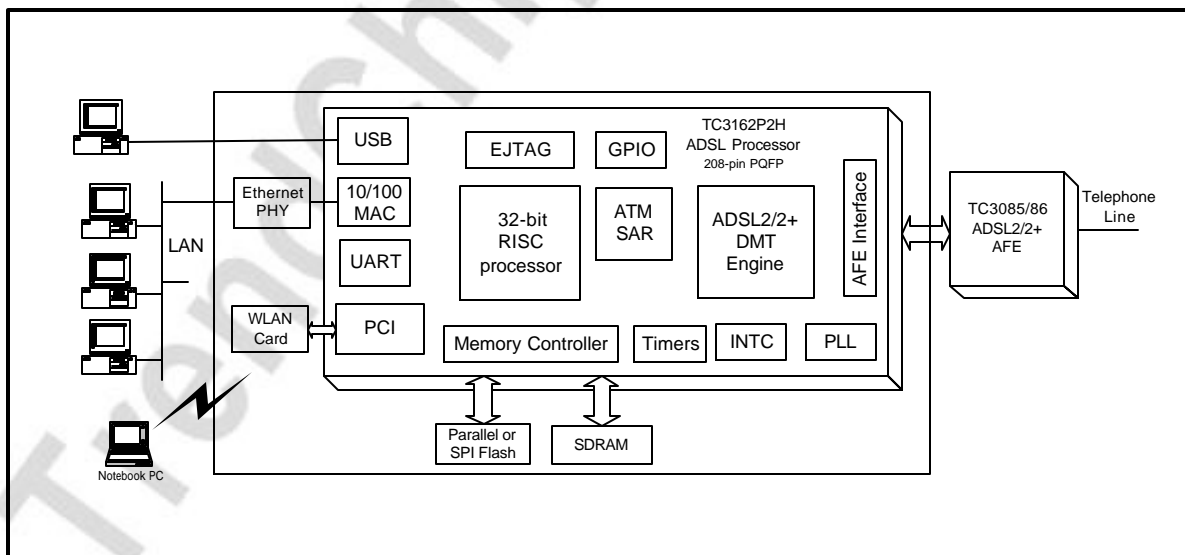 TC3162P2H
ADSL Processor
208-pin PQFP
USB
EJTAG
GPIO
Ethernet
PHY
10/100
MAC
LAN
UART
32-bit
RISC
processor
ATM
SAR
ADSL2/2+
DMT
Engine
AFE Interface
TC3085/86
ADSL2/2+
AFE
Telephone
Line
WLAN
Card
PCI
Memory Controller
Timers
INTC
PLL
Parallel or
SPI Flash
SDRAM
Notebook PC